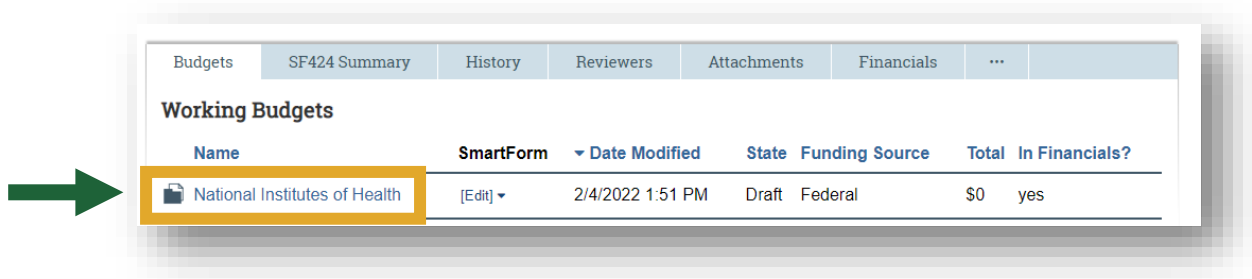 Budgets SF424 Summary History Reviewers Attachments Financials ...
Working Budgets
Name SmartForm Date Modified State Funding Source Total In Financials?
National Institutes of Health [Edit] 2/4/2022 1:51 PM Draft Federal $0 yes